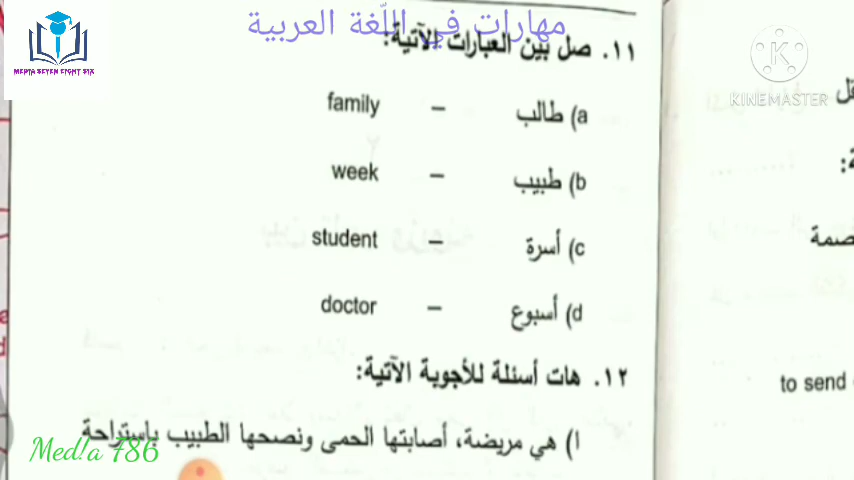 مهارات في اللّغة العربية
MEDIA SEVEN EIGHT SIX
KINEMASTER
١١. صل بين العبارات الآتية:
a) طالب – family
b) طبيب – week
c) أسرة – student
d) أسبوع – doctor
١٢. هات أسئلة للأجوبة الآتية:
ا) هي مريضة، أصابتها الحمى ونصحها الطبيب باستراحة
to send
Med!a 786